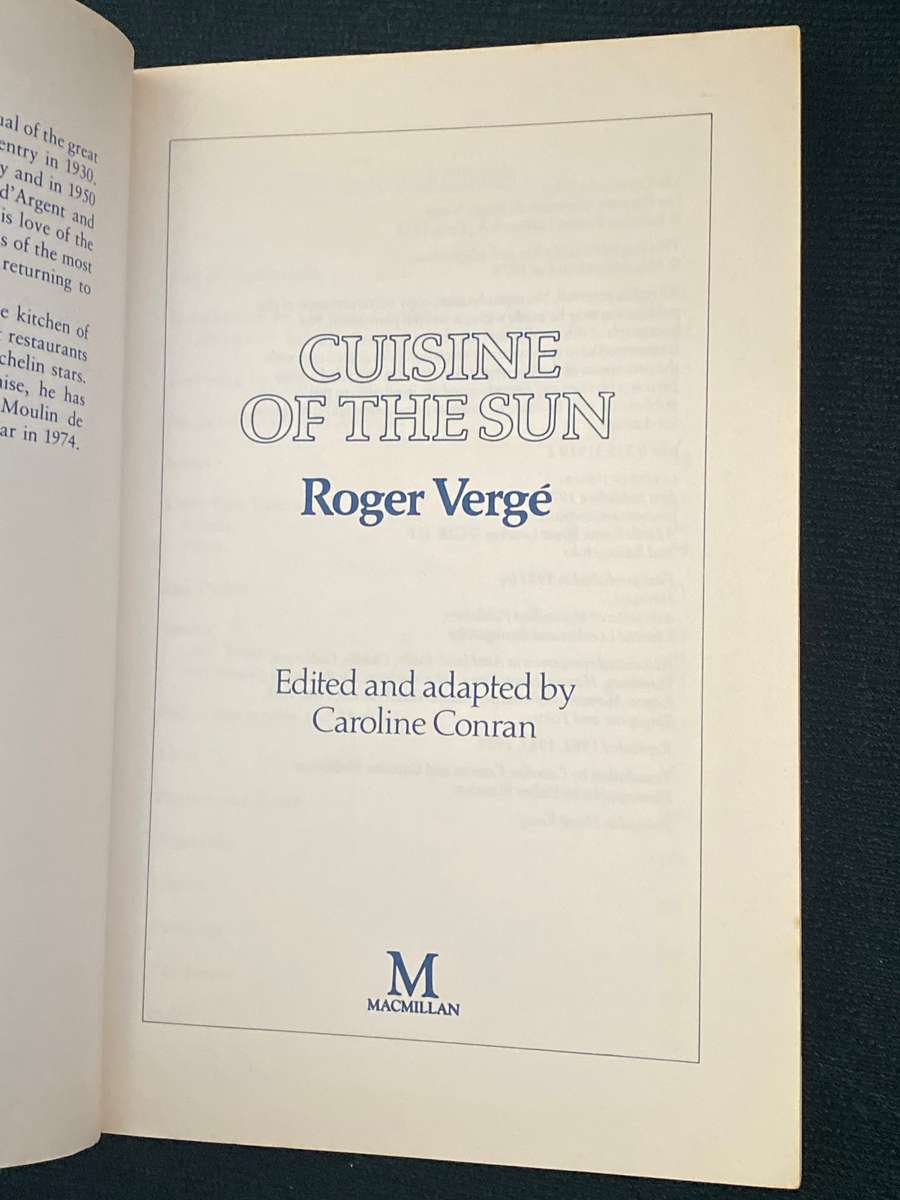 ual of the great
entry in 1930.
y and in 1950
d'Argent and
is love of the
s of the most
returning to
e kitchen of
restaurants
chelin stars.
aise, he has
Moulin de
ar in 1974.
CUISINE
OF THE SUN
Roger Vergé
Edited and adapted by
Caroline Conran
M
MACMILLAN